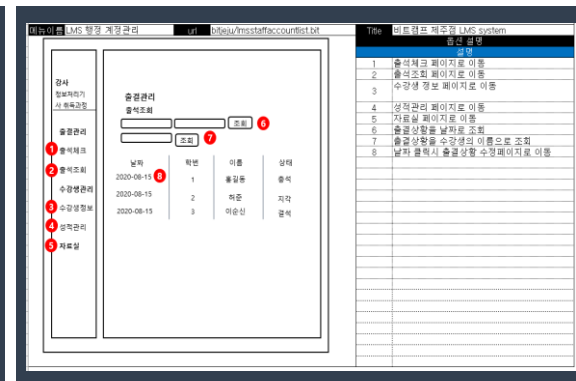 메뉴이름 LMS 행정 계정관리 url bitjeju/lmsstaffaccountlist.bit Title 비트캠프 제주점 LMS system
옵션 설명
설명
1 출석체크 페이지로 이동
2 출석조회 페이지로 이동
3 수강생 정보 페이지로 이동
4 성적관리 페이지로 이동
5 자료실 페이지로 이동
6 출결상황을 날짜로 조회
7 출결상황을 수강생의 이름으로 조회
8 날짜 클릭시 출결상황 수정페이지로 이동
강사
정보처리기
사 취득과정
출결관리
1 출석체크
2 출석조회
수강생관리
3 수강생정보
4 성적관리
5 자료실
출결관리
출석조회
조회 6
조회 7
날짜 학번 이름 상태
2020-08-15 8 1 홍길동 출석
2020-08-15 2 허준 지각
2020-08-15 3 이순신 결석